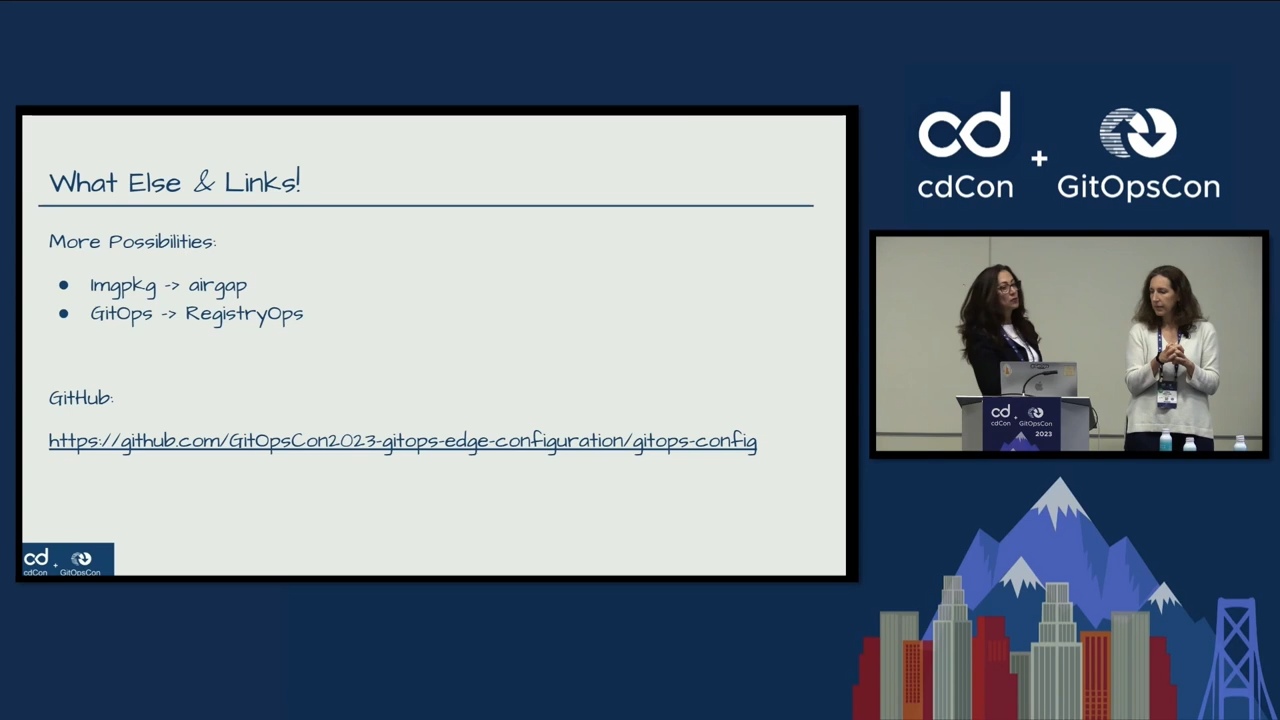 What Else & Links!
More Possibilities:
● Imgpkg -> airgap
● GitOps -> RegistryOps
GitHub:
https://github.com/GitOpsCon2023-gitops-edge-configuration/gitops-config
cd + GitOpsCon
cdCon
cd
+
cdCon GitOpsCon
cd
cdCon GitOpsCon
2023